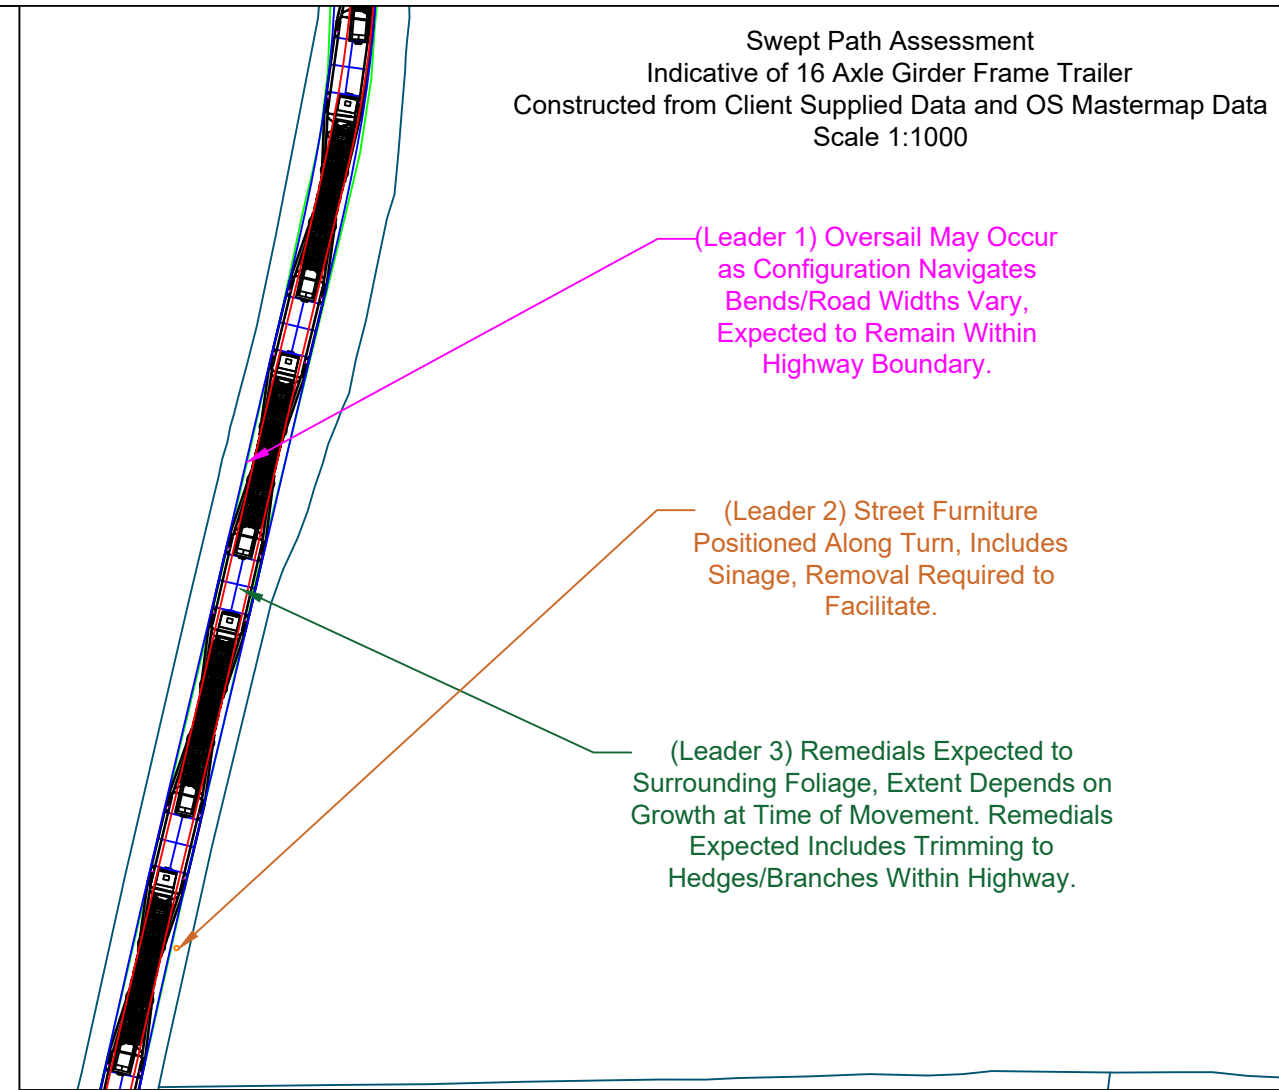 Swept Path Assessment
Indicative of 16 Axle Girder Frame Trailer
Constructed from Client Supplied Data and OS Mastermap Data
Scale 1:1000
(Leader 1) Oversail May Occur
as Configuration Navigates
Bends/Road Widths Vary,
Expected to Remain Within
Highway Boundary.
(Leader 2) Street Furniture
Positioned Along Turn, Includes
Sinage, Removal Required to
Facilitate.
(Leader 3) Remedials Expected to
Surrounding Foliage, Extent Depends on
Growth at Time of Movement. Remedials
Expected Includes Trimming to
Hedges/Branches Within Highway.